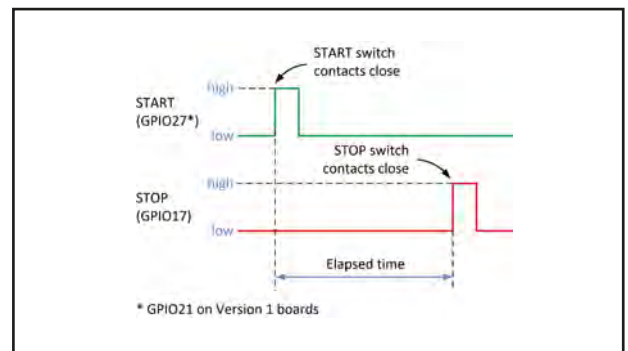 START switch
contacts close
high
START
(GPIO27*)
low
STOP switch
contacts close
high
STOP
(GPIO17)
low
Elapsed time
* GPIO21 on Version 1 boards